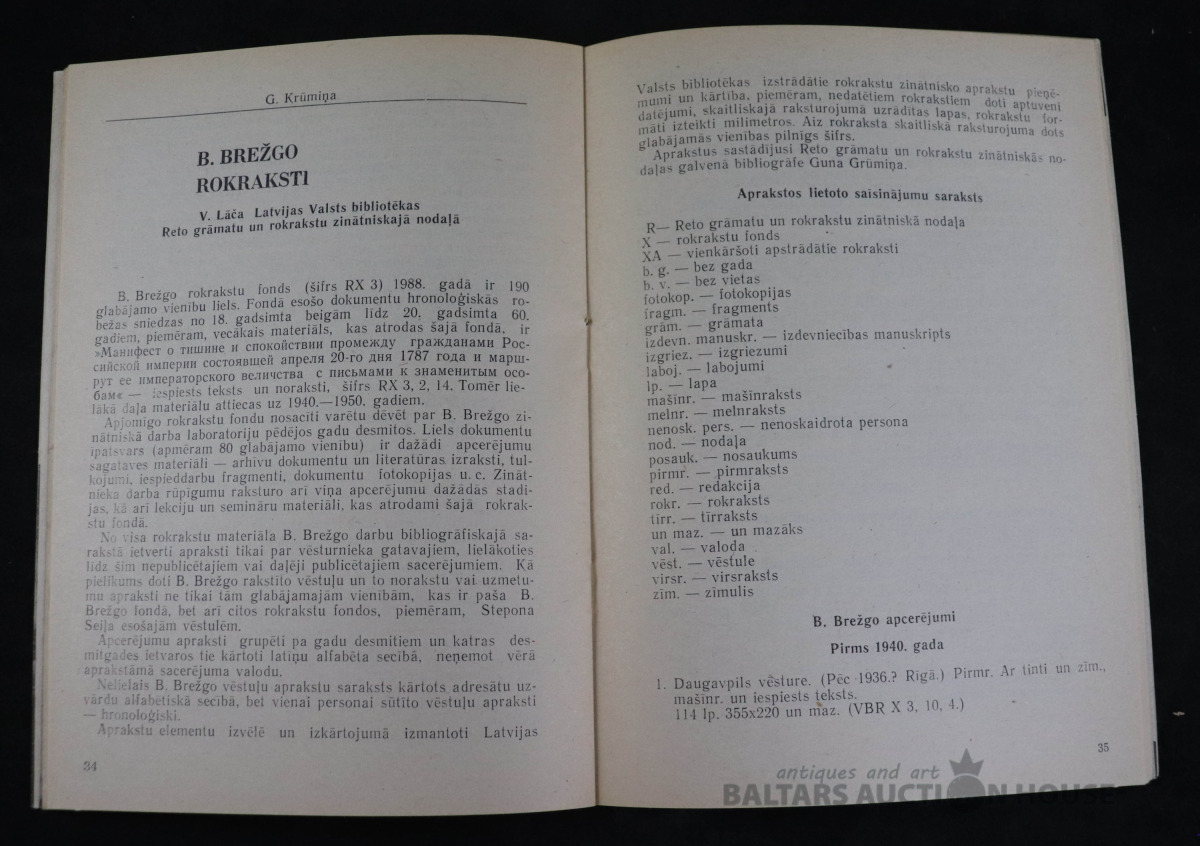 G. Krūmiņa
B. BREŽGO
ROKRAKSTI
V. Lāča Latvijas Valsts bibliotēkas
Reto grāmatu un rokrakstu zinātniskajā nodaļā
B. Brežgo rokrakstu fonds (šifrs RX 3) 1988. gadā ir 190
glabājamo vienību liels. Fondā esošo dokumentu hronoloģiskās ro-
bežas sniedzas no 18. gadsimta beigām līdz 20. gadsimta 60.
gadiem, piemēram, vecākais materiāls, kas atrodas šajā fondā, ir
»Манифест о тишине и спокойствии промежду гражданами Рос-
сийской империи состоявшей апреля 20-го дня 1787 года и марш-
рут ее императорского величества с письмами к знаменитым осо-
бам« — iespiests teksts un noraksti, šifrs RX 3, 2, 14. Tomēr lie-
lākā daļa materiālu attiecas uz 1940.—1950. gadiem.
Apjomīgo rokrakstu fondu nosacīti varētu dēvēt par B. Brežgo zi-
nātniskā darba laboratoriju pēdējos gadu desmitos. Liels dokumentu
īpatsvars (apmēram 80 glabājamo vienību) ir dažādi apcerējumu
sagataves materiāli — arhīvu dokumentu un literatūras izraksti, tul-
kojumi, iespieddarbu fragmenti, dokumentu fotokopijas u. c. Zināt-
nieka darba rūpīgumu raksturo arī viņa apcerējumu dažādās stadi-
jas, kā arī lekciju un semināru materiāli, kas atrodami šajā rokrak-
stu fondā.
No visa rokrakstu materiāla B. Brežgo darbu bibliogrāfiskajā sa-
rakstā ietverti apraksti tikai par vēsturnieka gatavajiem, lielākoties
līdz šim nepublicētajiem vai daļēji publicētajiem sacerējumiem. Kā
pielikums doti B. Brežgo rakstīto vēstuļu un to norakstu vai uzmetu-
mu apraksti ne tikai tām glabājamajām vienībām, kas ir paša B.
Brežgo fondā, bet arī citos rokrakstu fondos, piemēram, Stepona
Seiļa esošajām vēstulēm.
Apcerējumu apraksti grupēti pa gadu desmitiem un katras des-
mitgades ietvaros tie kārtoti latīņu alfabēta secībā, neņemot vērā
aprakstāmā sacerējuma valodu.
Nelielais B. Brežgo vēstuļu aprakstu saraksts kārtots adresātu uz-
vārdu alfabētiskā secībā, bet vienai personai sūtīto vēstuļu apraksti
— hronoloģiski.
Aprakstu elementu izvēlē un izkārtojumā izmantoti Latvijas
34
Valsts bibliotēkas izstrādātie rokrakstu zinātnisko aprakstu pieņē-
mumi un kārtība, piemēram, nedatētiem rokrakstiem doti aptuveni
datējumi, skaitliskajā raksturojumā uzrādītas lapas, rokrakstu for-
māti izteikti milimetros. Aiz rokraksta skaitliskā raksturojuma dots
glabājamās vienības pilnīgs šifrs.
Aprakstus sastādījusi Reto grāmatu un rokrakstu zinātniskās no-
daļas galvenā bibliogrāfe Guna Grūmiņa.
Aprakstos lietoto saīsinājumu saraksts
R— Reto grāmatu un rokrakstu zinātniskā nodaļa
X — rokrakstu fonds
XA — vienkāršoti apstrādātie rokraksti
b. g. — bez gada
b. v. — bez vietas
fotokop. — fotokopijas
fragm. — fragments
grām. — grāmata
izdevn. manuskr. — izdevniecības manuskripts
izgriez. — izgriezumi
laboj. — labojumi
lp. — lapa
mašīnr. — mašīnraksts
melnr. — melnraksts
nenosk. pers. — nenoskaidrota persona
nod. — nodaļa
posauk. — nosaukums
pirmr. — pirmraksts
red. — redakcija
rokr. — rokraksts
tīrr. — tīrraksts
un maz. — un mazāks
val. — valoda
vēst. — vēstule
virsr. — virsraksts
zīm. — zīmulis
B. Brežgo apcerējumi
Pirms 1940. gada
1. Daugavpils vēsture. (Pēc 1936.? Rīgā.) Pirmr. Ar tinti un zīm.,
mašīnr. un iespiests teksts.
114 lp. 355x220 un maz. (VBR X 3, 10, 4.)
35
antiques and art
BALTARS AUCTION HOUSE